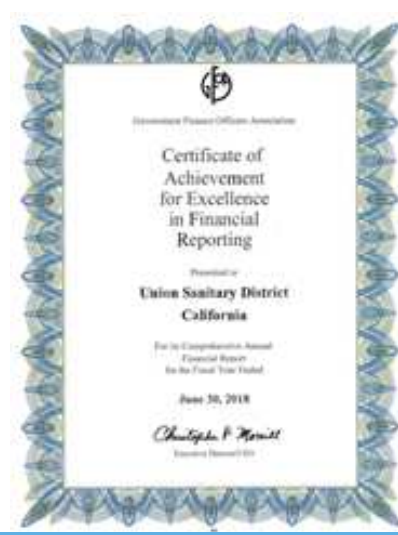 Government Finance Officers Association
Certificate of
Achievement
for Excellence
in Financial
Reporting
Presented to
Union Sanitary District
California
For its Comprehensive Annual
Financial Report
for the Fiscal Year Ended
June 30, 2018
Christopher P. Morrill
Executive Director/CEO